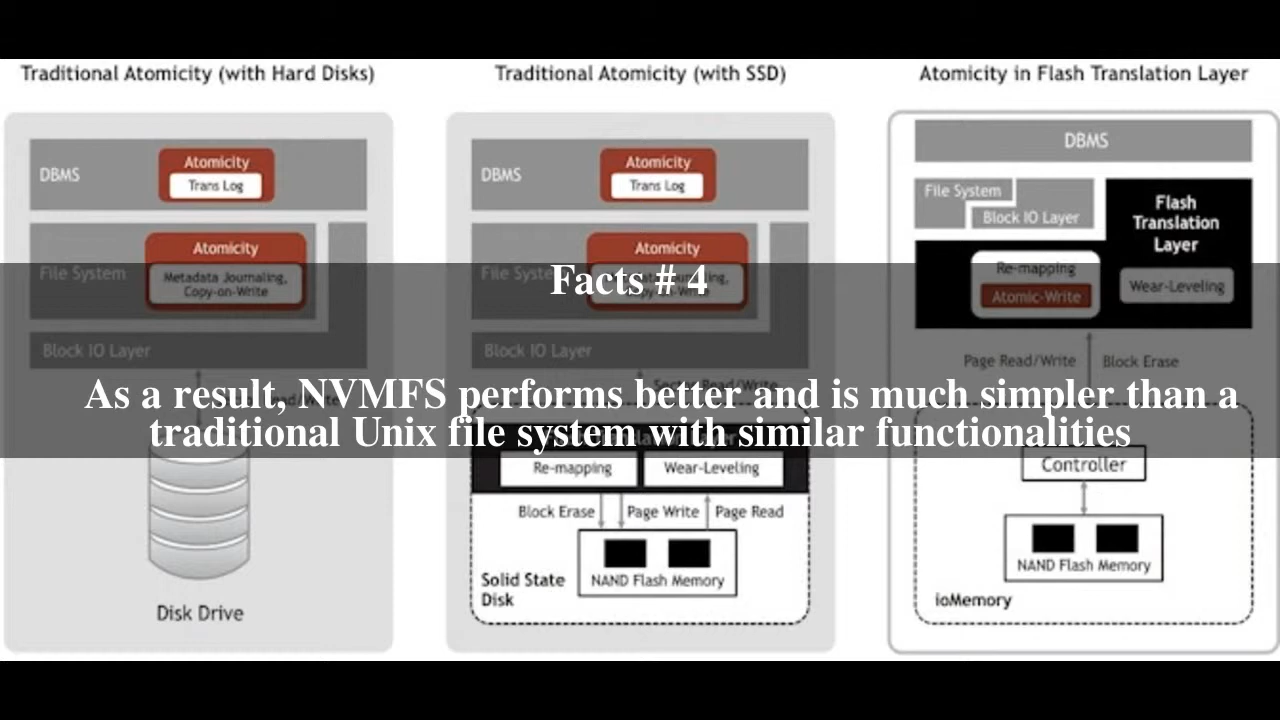 Traditional Atomicity (with Hard Disks)
DBMS
Atomicity
Trans Log
File System
Atomicity
Metadata Journaling,
Copy-on-Write
Block IO Layer
Disk Drive
Traditional Atomicity (with SSD)
DBMS
Atomicity
Trans Log
File
Atomicity
Block IO Layer
Re-mapping
Wear-Leveling
Block Erase
Page Write
Page Read
NAND Flash Memory
Solid State
Disk
Atomicity in Flash Translation Layer
DBMS
File System
Block IO Layer
Flash
Translation
Layer
Re-mapping
Atomic-Write
Wear-Leveling
Page Read/Write
Block Erase
Controller
NAND Flash Memory
ioMemory
Facts # 4
As a result, NVMFS performs better and is much simpler than a
traditional Unix file system with similar functionalities